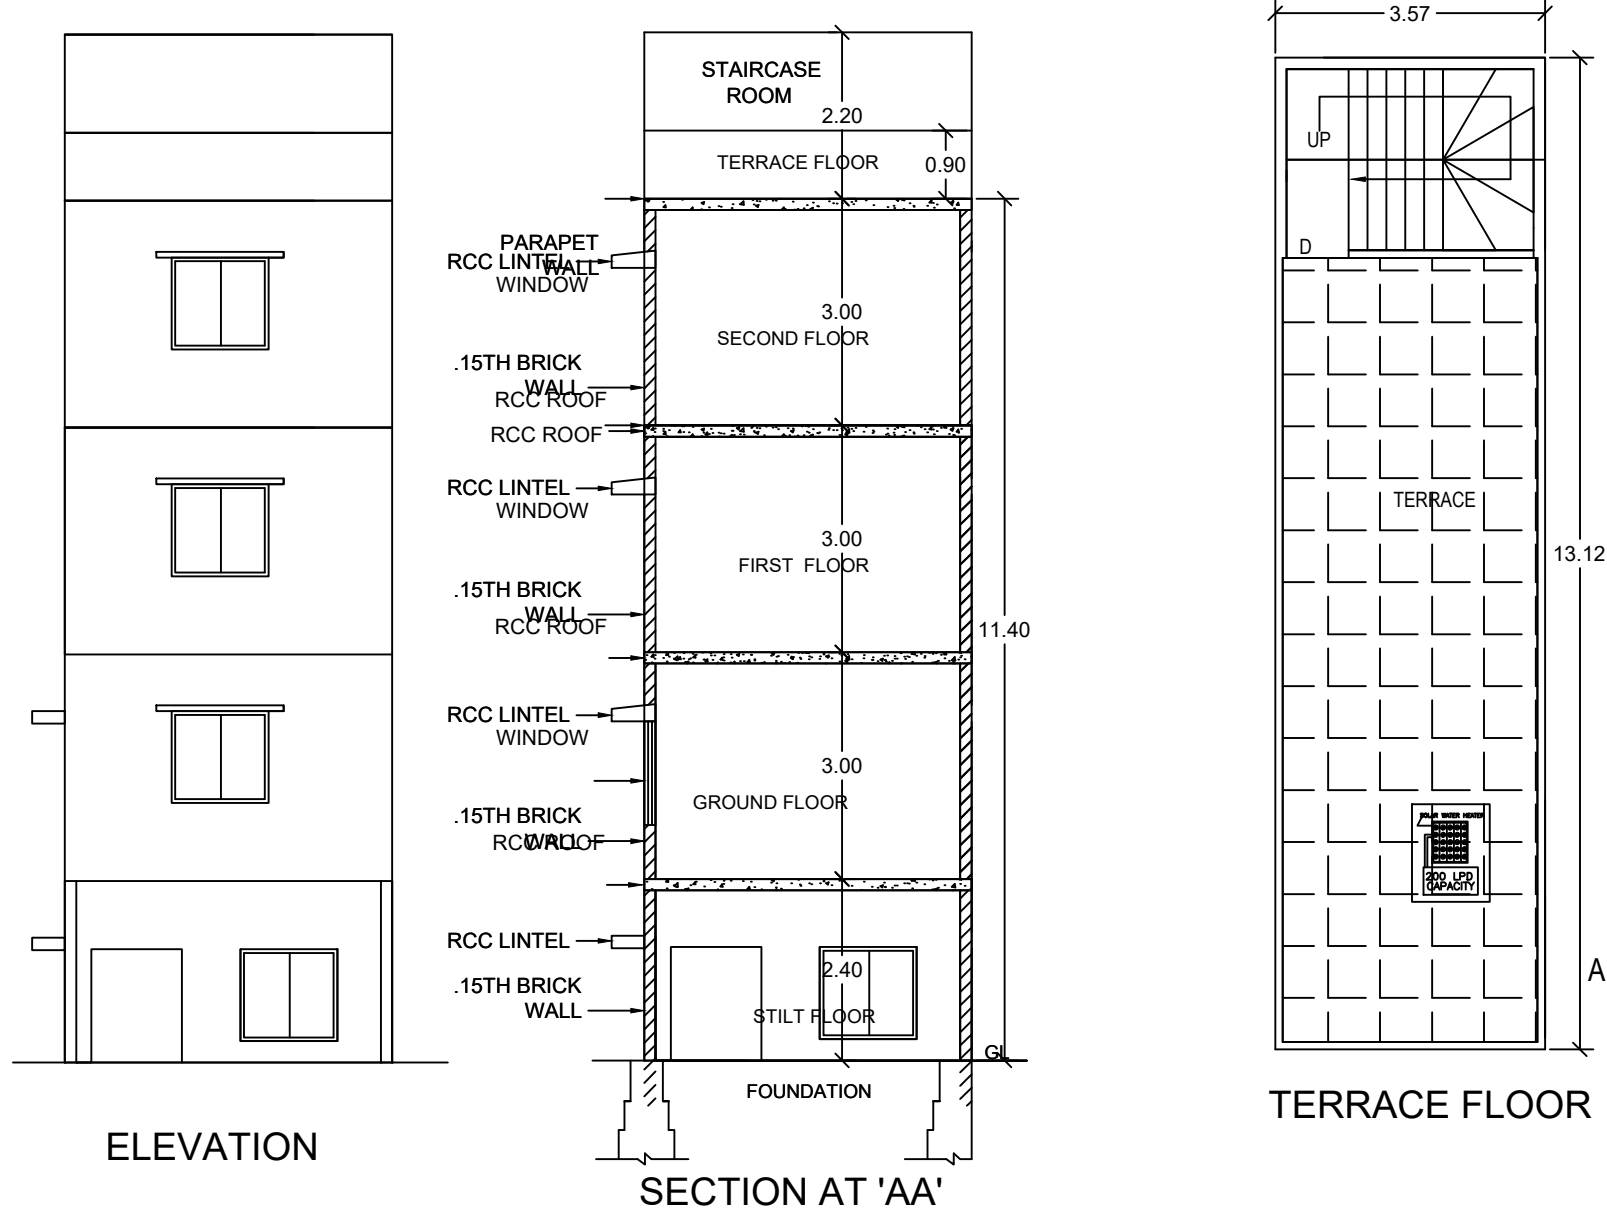 STAIRCASE
ROOM
2.20
TERRACE FLOOR
0.90
PARAPET
WALL
RCC LINTEL
WINDOW
3.00
SECOND FLOOR
.15TH BRICK
WALL
RCC ROOF
RCC ROOF
RCC LINTEL
WINDOW
3.00
FIRST FLOOR
.15TH BRICK
WALL
RCC ROOF
11.40
RCC LINTEL
WINDOW
3.00
GROUND FLOOR
.15TH BRICK
WALL
RCC ROOF
RCC LINTEL
2.40
.15TH BRICK
WALL
STILT FLOOR
GL
FOUNDATION
ELEVATION
SECTION AT 'AA'
3.57
UP
D
TERRACE
13.12
SOLAR WATER HEATER
200 LPD
CAPACITY
A
TERRACE FLOOR